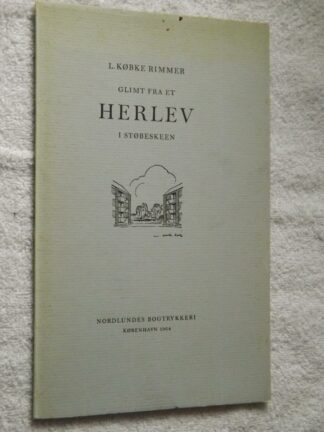 L. KØBKE RIMMER
GLIMT FRA ET
HERLEV
I STØBESKEEN
NORDLUNDES BOGTRYKKERI
KØBENHAVN 1964